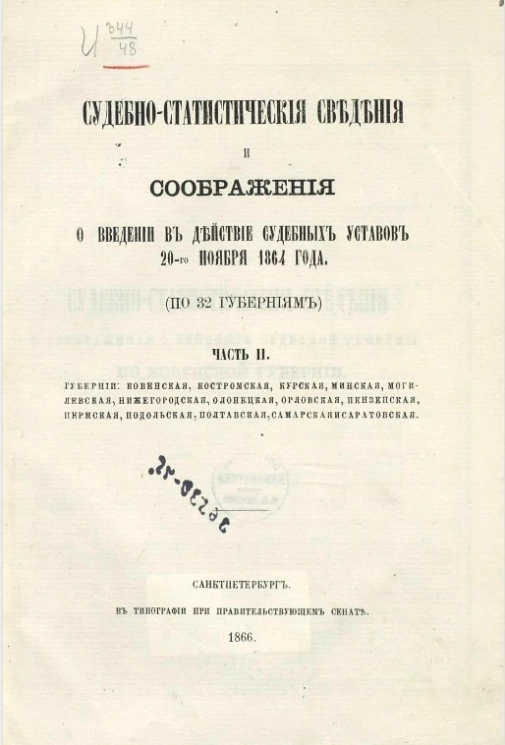 И 344
48
СУДЕБНО-СТАТИСТИЧЕСКІЯ СВѢДѢНІЯ
И
СООБРАЖЕНІЯ
О ВВЕДЕНІИ ВЪ ДѢЙСТВІЕ СУДЕБНЫХЪ УСТАВОВЪ
20-го НОЯБРЯ 1864 ГОДА.
(ПО 32 ГУБЕРНІЯМЪ)
ЧАСТЬ II.
ГУБЕРНІИ: КОВЕНСКАЯ, КОСТРОМСКАЯ, КУРСКАЯ, МИНСКАЯ, МОГИ-
ЛЕВСКАЯ, НИЖЕГОРОДСКАЯ, ОЛОНЕЦКАЯ, ОРЛОВСКАЯ, ПЕНЗЕНСКАЯ,
ПЕРМСКАЯ, ПОДОЛЬСКАЯ, ПОЛТАВСКАЯ, САМАРСКАЯ И САРАТОВСКАЯ.
САНКТПЕТЕРБУРГЪ.
ВЪ ТИПОГРАФІИ ПРИ ПРАВИТЕЛЬСТВУЮЩЕМЪ СЕНАТѢ.
1866.